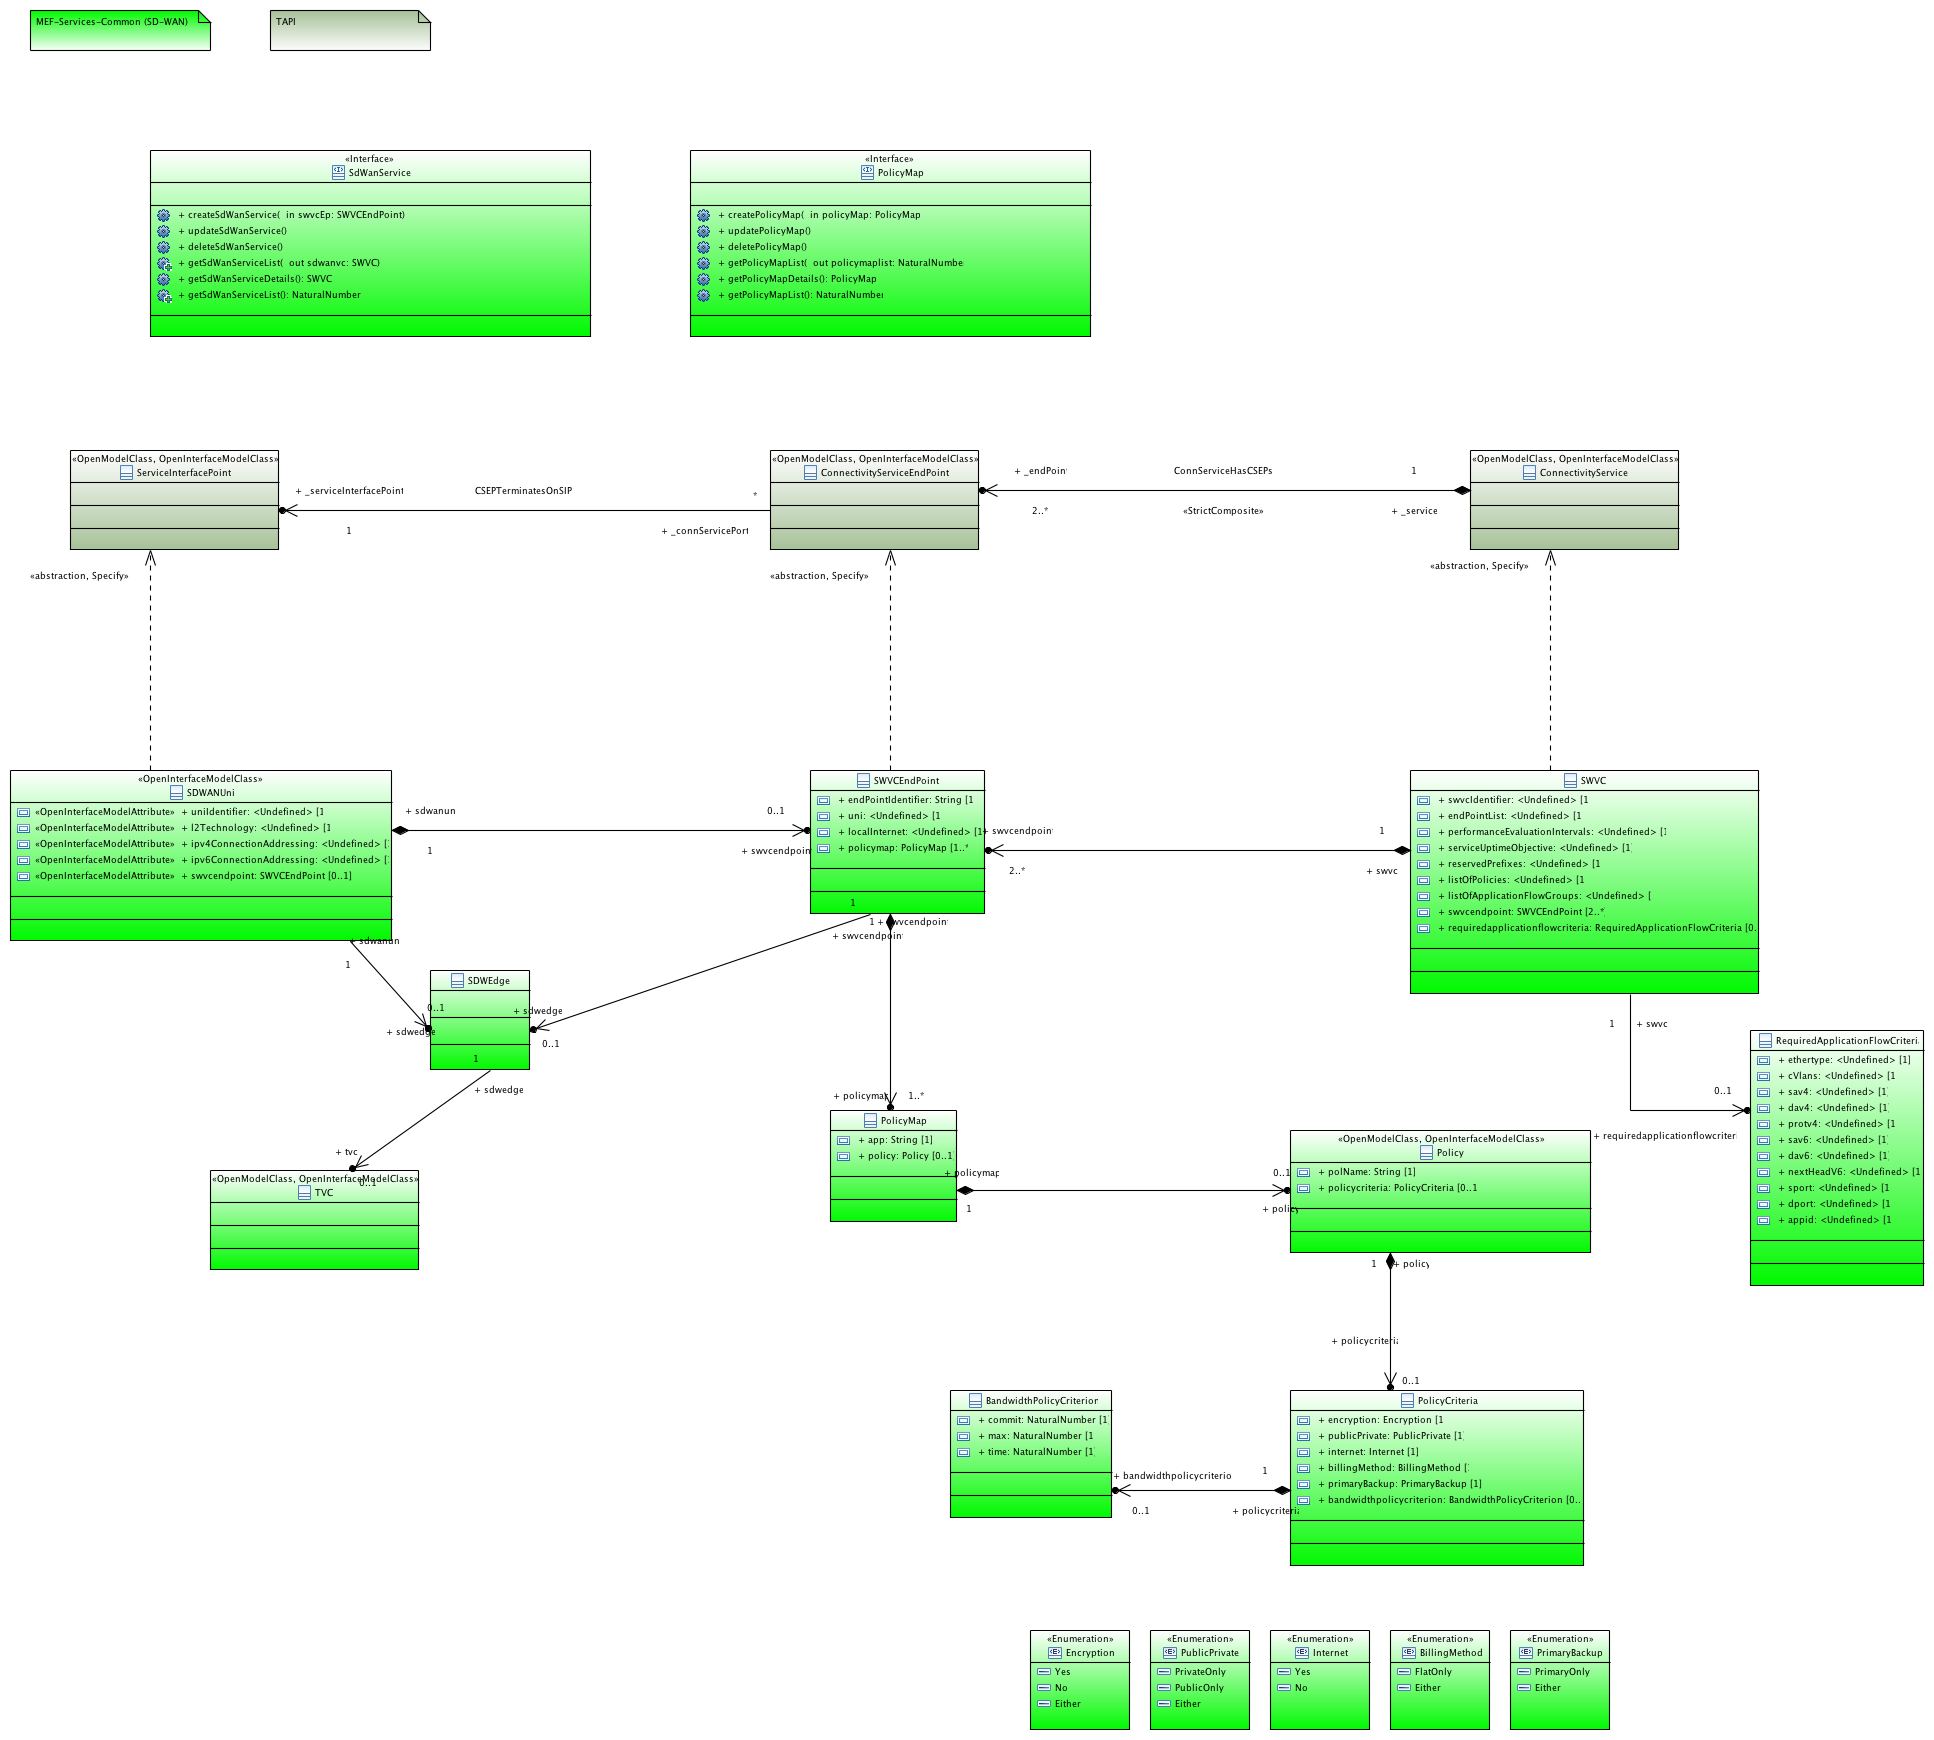 MEF-Services-Common (SD-WAN)
TAPI
«Interface»
SdWanService
+ createSdWanService( in swvcEp: SWVCEndPoint)
+ updateSdWanService()
+ deleteSdWanService()
+ getSdWanServiceList( out sdwanvc: SWVC)
+ getSdWanServiceDetails(): SWVC
+ getSdWanServiceList(): NaturalNumber
«Interface»
PolicyMap
+ createPolicyMap( in policyMap: PolicyMap
+ updatePolicyMap()
+ deletePolicyMap()
+ getPolicyMapList( out policymaplist: NaturalNumbe
+ getPolicyMapDetails(): PolicyMap
+ getPolicyMapList(): NaturalNumber
«OpenModelClass, OpenInterfaceModelClass»
ServiceInterfacePoint
+ _serviceInterfacePoint
CSEPTerminatesOnSIP
*
1
+ _connServicePort
«OpenModelClass, OpenInterfaceModelClass»
ConnectivityServiceEndPoint
+ _endPoint
ConnServiceHasCSEPs
1
2..*
«StrictComposite»
+ _service
«OpenModelClass, OpenInterfaceModelClass»
ConnectivityService
«abstraction, Specify»
«abstraction, Specify»
«abstraction, Specify»
«OpenInterfaceModelClass»
SDWANUni
«OpenInterfaceModelAttribute» + uniIdentifier: <Undefined> [1
«OpenInterfaceModelAttribute» + l2Technology: <Undefined> [1
«OpenInterfaceModelAttribute» + ipv4ConnectionAddressing: <Undefined> [
«OpenInterfaceModelAttribute» + ipv6ConnectionAddressing: <Undefined> [
«OpenInterfaceModelAttribute» + swvcendpoint: SWVCEndPoint [0..1]
+ sdwanun
0..1
1
+ swvcendpoin
SWVCEndPoint
+ endPointIdentifier: String [1
+ uni: <Undefined> [1
+ localInternet: <Undefined> [1
+ policymap: PolicyMap [1..*
+ swvcendpoint
1
2..*
+ swvc
SWVC
+ swvcIdentifier: <Undefined> [1
+ endPointList: <Undefined> [1
+ performanceEvaluationIntervals: <Undefined> [1
+ serviceUptimeObjective: <Undefined> [1]
+ reservedPrefixes: <Undefined> [1
+ listOfPolicies: <Undefined> [1
+ listOfApplicationFlowGroups: <Undefined> [
+ swvcendpoint: SWVCEndPoint [2..*
+ requiredapplicationflowcriteria: RequiredApplicationFlowCriteria [0.
1
1 + swvcendpoint
+ swvcendpoint
+ sdwanun
1
0..1
+ sdwedge
SDWEdge
1
+ sdwedge
0..1
+ sdwedge
+ tvc
0..1
«OpenModelClass, OpenInterfaceModelClass»
TVC
1
+ swvc
0..1
+ requiredapplicationflowcriteri
RequiredApplicationFlowCriteri
+ ethertype: <Undefined> [1]
+ cVlans: <Undefined> [1
+ sav4: <Undefined> [1
+ dav4: <Undefined> [1
+ protv4: <Undefined> [1
+ sav6: <Undefined> [1
+ dav6: <Undefined> [1
+ nextHeadV6: <Undefined> [1
+ sport: <Undefined> [1
+ dport: <Undefined> [1
+ appid: <Undefined> [1
+ policymap
1..*
PolicyMap
+ app: String [1]
+ policy: Policy [0..1
+ policymap
1
0..1
+ policy
«OpenModelClass, OpenInterfaceModelClass»
Policy
+ polName: String [1]
+ policycriteria: PolicyCriteria [0..1
1
+ policy
+ policycriteria
0..1
BandwidthPolicyCriterion
+ commit: NaturalNumber [1
+ max: NaturalNumber [1
+ time: NaturalNumber [1
+ bandwidthpolicycriterio
1
0..1
+ policycriteria
PolicyCriteria
+ encryption: Encryption [1
+ publicPrivate: PublicPrivate [1]
+ internet: Internet [1]
+ billingMethod: BillingMethod [
+ primaryBackup: PrimaryBackup [1]
+ bandwidthpolicycriterion: BandwidthPolicyCriterion [0..
«Enumeration»
Encryption
Yes
No
Either
«Enumeration»
PublicPrivate
PrivateOnly
PublicOnly
Either
«Enumeration»
Internet
Yes
No
«Enumeration»
BillingMethod
FlatOnly
Either
«Enumeration»
PrimaryBackup
PrimaryOnly
Either